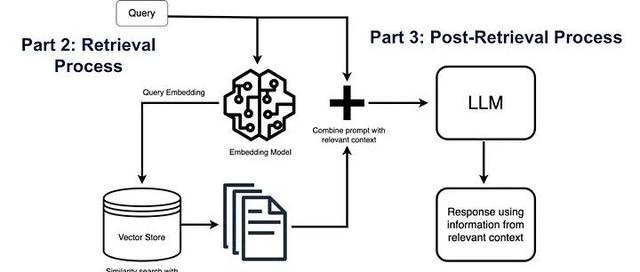 Query
Part 2: Retrieval
Process
Part 3: Post-Retrieval Process
Query Embedding
LLM
Combine prompt with
relevant context
Embedding Model
Vector Store
Response using
information from
relevant context
Similarity search with